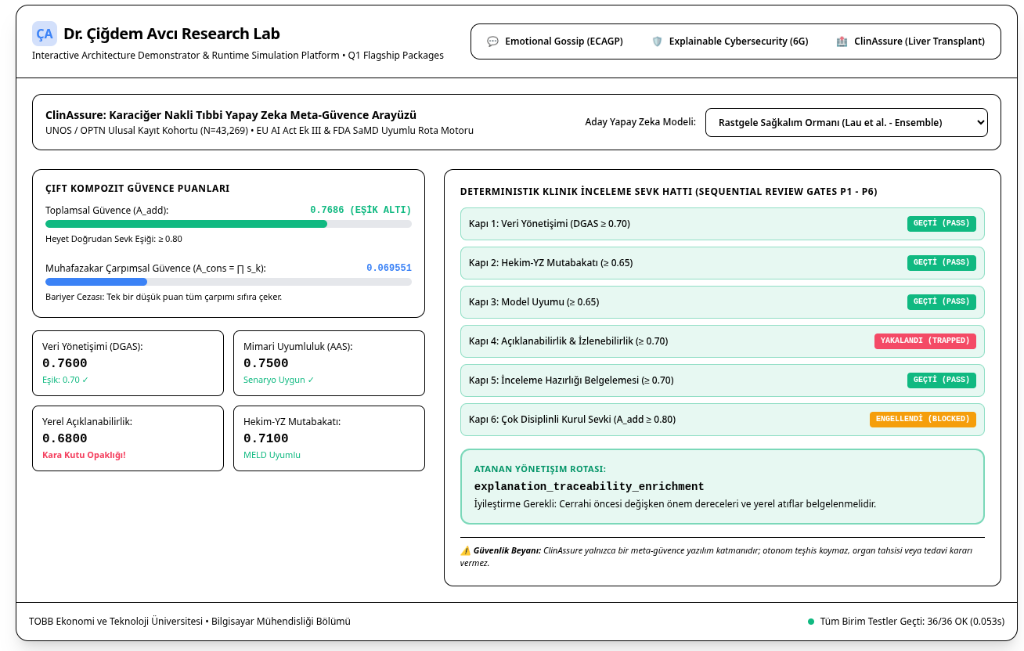 ÇA Dr. Çiğdem Avcı Research Lab
Interactive Architecture Demonstrator & Runtime Simulation Platform • Q1 Flagship Packages
💬 Emotional Gossip (ECAGP) 🛡️ Explainable Cybersecurity (6G) 🏥 ClinAssure (Liver Transplant)
ClinAssure: Karaciğer Nakli Tıbbi Yapay Zeka Meta-Güvence Arayüzü
UNOS / OPTN Ulusal Kayıt Kohortu (N=43,269) • EU AI Act Ek III & FDA SaMD Uyumlu Rota Motoru
Aday Yapay Zeka Modeli: Rastgele Sağkalım Ormanı (Lau et al. - Ensemble)
ÇIFT KOMPOZIT GÜVENCE PUANLARI
Toplamsal Güvence (A_add): 0.7686 (EŞİK ALTI)
Heyet Doğrudan Sevk Eşiği: ≥ 0.80
Muhafazakar Çarpımsal Güvence (A_cons = ∏ s_k): 0.069551
Bariyer Cezası: Tek bir düşük puan tüm çarpımı sıfıra çeker.
Veri Yönetişimi (DGAS):
0.7600
Eşik: 0.70 ✓
Mimari Uyumluluk (AAS):
0.7500
Senaryo Uygun ✓
Yerel Açıklanabilirlik:
0.6800
Kara Kutu Opaklığı!
Hekim-YZ Mutabakatı:
0.7100
MELD Uyumlu
DETERMINISTIK KLINIK İNCELEME SEVK HATTI (SEQUENTIAL REVIEW GATES P1 - P6)
Kapı 1: Veri Yönetişimi (DGAS ≥ 0.70) GEÇTİ (PASS)
Kapı 2: Hekim-YZ Mutabakatı (≥ 0.65) GEÇTİ (PASS)
Kapı 3: Model Uyumu (≥ 0.65) GEÇTİ (PASS)
Kapı 4: Açıklanabilirlik & İzlenebilirlik (≥ 0.70) YAKALANDI (TRAPPED)
Kapı 5: İnceleme Hazırlığı Belgelemesi (≥ 0.70) GEÇTİ (PASS)
Kapı 6: Çok Disiplinli Kurul Sevki (A_add ≥ 0.80) ENGELLENDİ (BLOCKED)
ATANAN YÖNETIŞIM ROTASI:
explanation_traceability_enrichment
İyileştirme Gerekli: Cerrahi öncesi değişken önem dereceleri ve yerel atıflar belgelenmelidir.
⚠️ Güvenlik Beyanı: ClinAssure yalnızca bir meta-güvence yazılım katmanıdır; otonom teşhis koymaz, organ tahsisi veya tedavi kararı
vermez.
TOBB Ekonomi ve Teknoloji Üniversitesi • Bilgisayar Mühendisliği Bölümü
Tüm Birim Testler Geçti: 36/36 OK (0.053s)